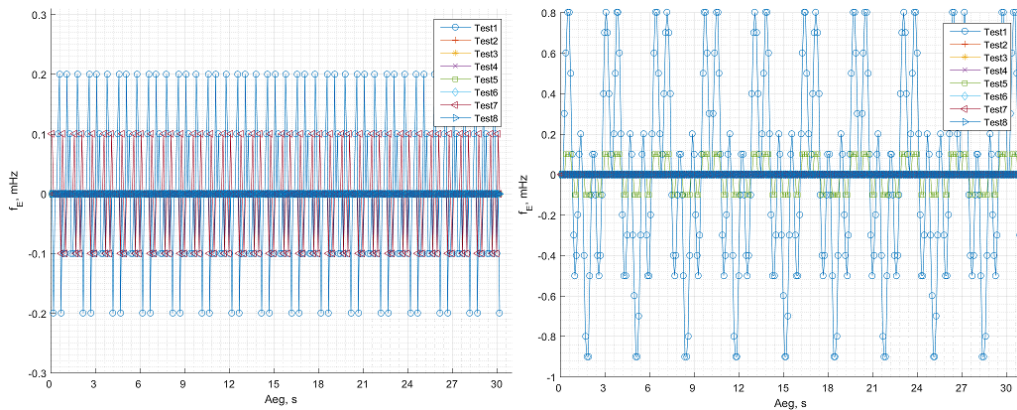 0.3
0.2
0.1
0
-0.1
-0.2
-0.3
f_E, mHz
0 3 6 9 12 15 18 21 24 27 30
Aeg, s
Test1
Test2
Test3
Test4
Test5
Test6
Test7
Test8
0.8
0.6
0.4
0.2
0
-0.2
-0.4
-0.6
-0.8
-1
f_E, mHz
0 3 6 9 12 15 18 21 24 27 30
Aeg, s
Test1
Test2
Test3
Test4
Test5
Test6
Test7
Test8